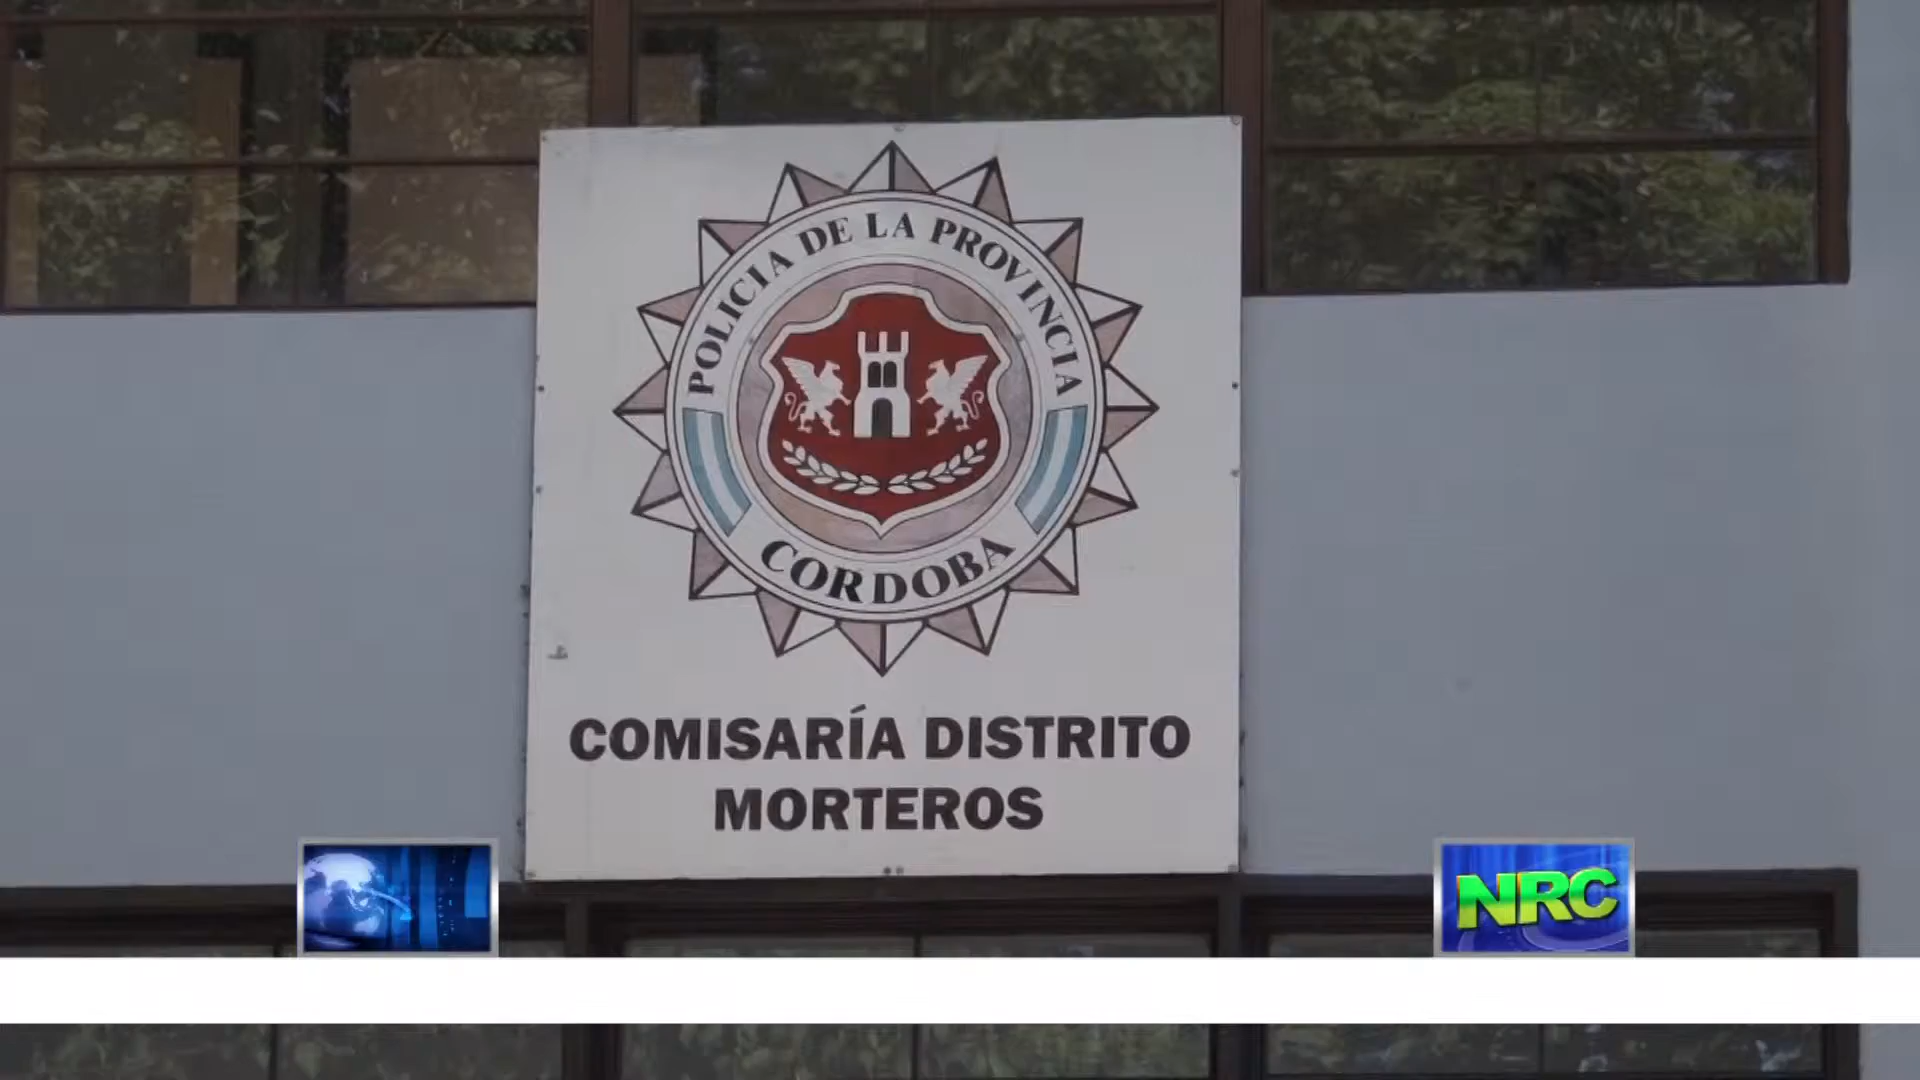 POLICIA DE LA PROVINCIA
CORDOBA
COMISARÍA DISTRITO
MORTEROS
NRC